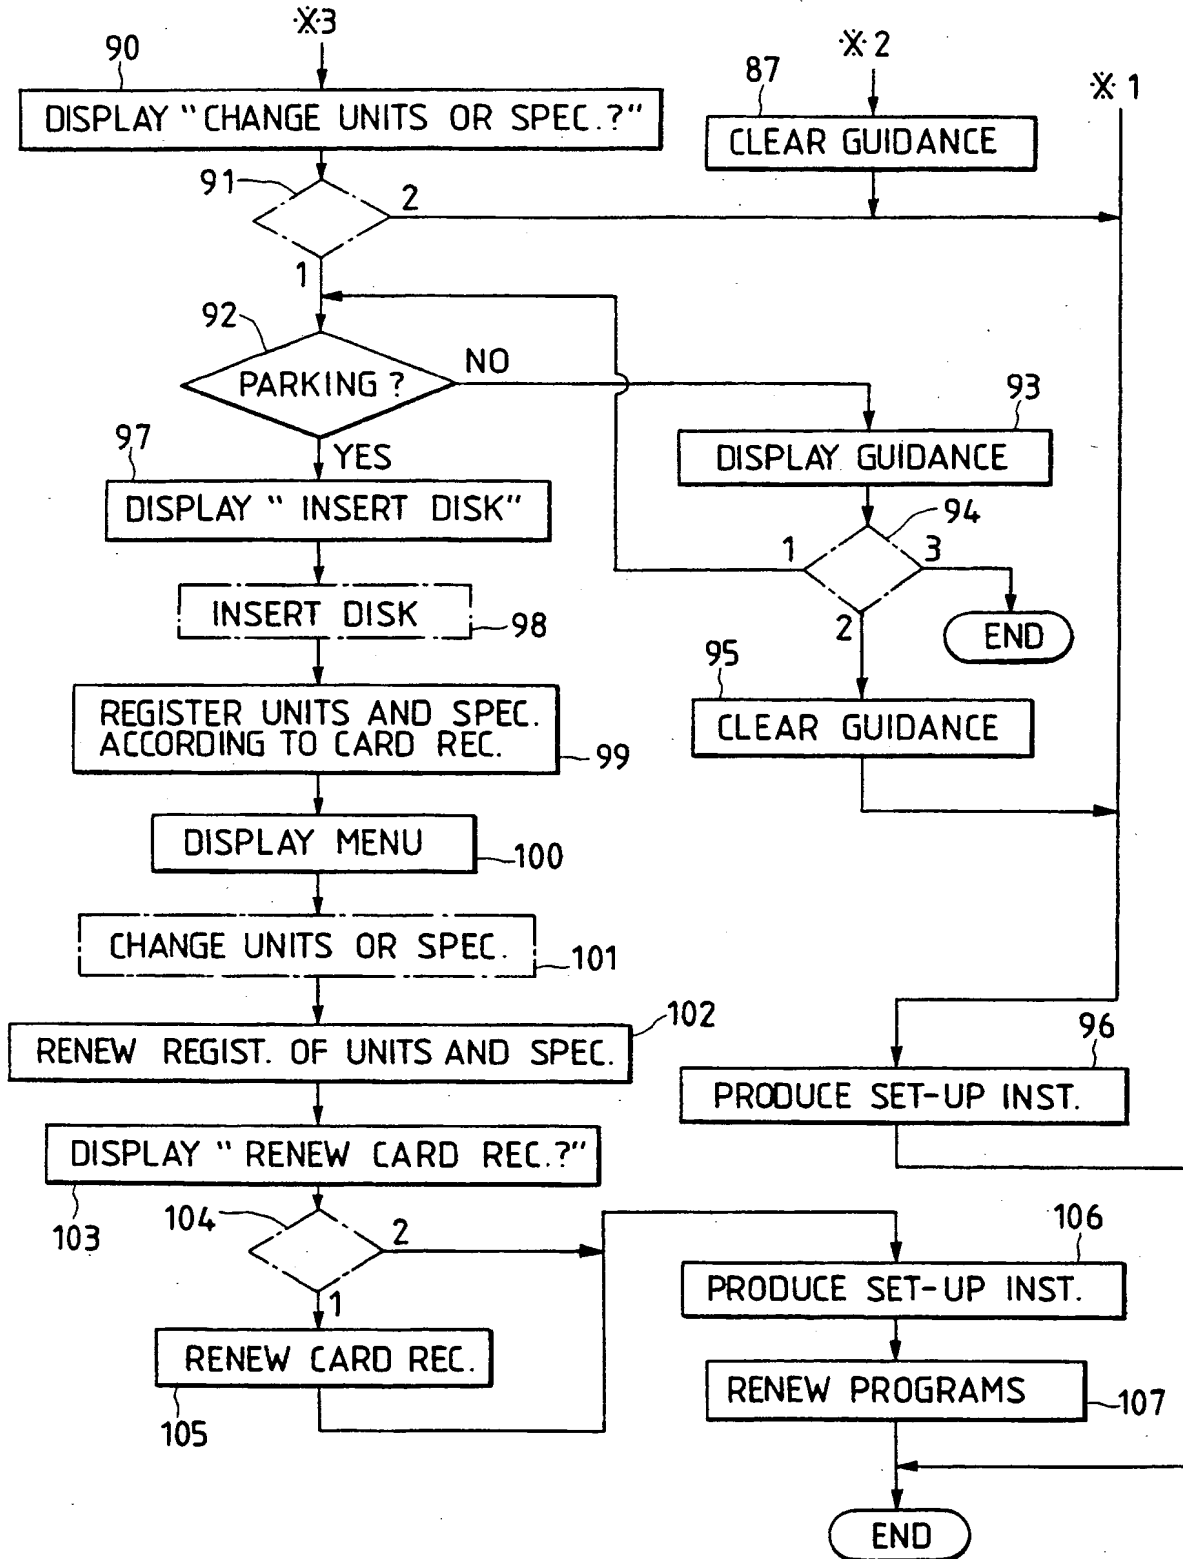 ※3
90
DISPLAY "CHANGE UNITS OR SPEC.?"
※2
87
CLEAR GUIDANCE
※1
91
2
1
92
PARKING ?
NO
YES
93
DISPLAY GUIDANCE
94
1
3
2
END
95
CLEAR GUIDANCE
97
DISPLAY " INSERT DISK"
INSERT DISK
98
REGISTER UNITS AND SPEC.
ACCORDING TO CARD REC.
99
DISPLAY MENU
100
CHANGE UNITS OR SPEC.
101
102
RENEW REGIST. OF UNITS AND SPEC.
96
PRODUCE SET-UP INST.
DISPLAY " RENEW CARD REC.?"
103
104
2
1
RENEW CARD REC.
105
106
PRODUCE SET-UP INST.
RENEW PROGRAMS
107
END